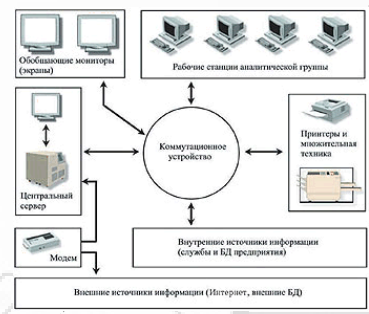 Обобщающие мониторы
(экраны)
Рабочие станции аналитической группы
Коммутационное
устройство
Принтеры и
множительная
техника
Центральный
сервер
Модем
Внутренние источники информации
(службы и БД предприятия)
Внешние источники информации (Интернет, внешние БД)